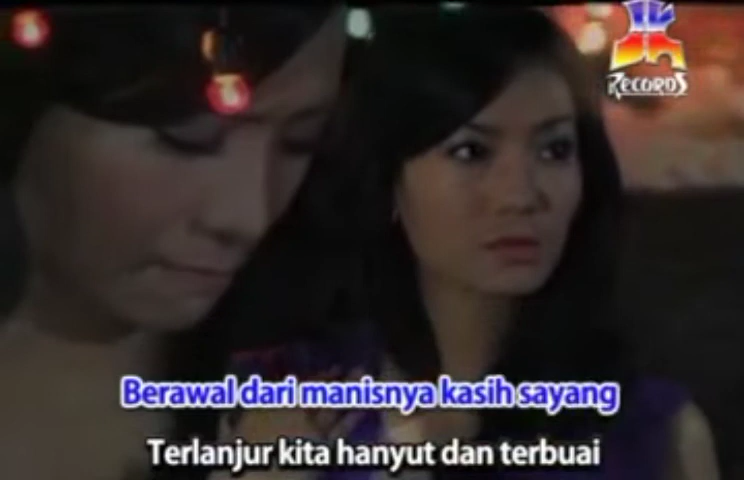 RECORDS
Berawal dari manisnya kasih sayang
Terlanjur kita hanyut dan terbuai